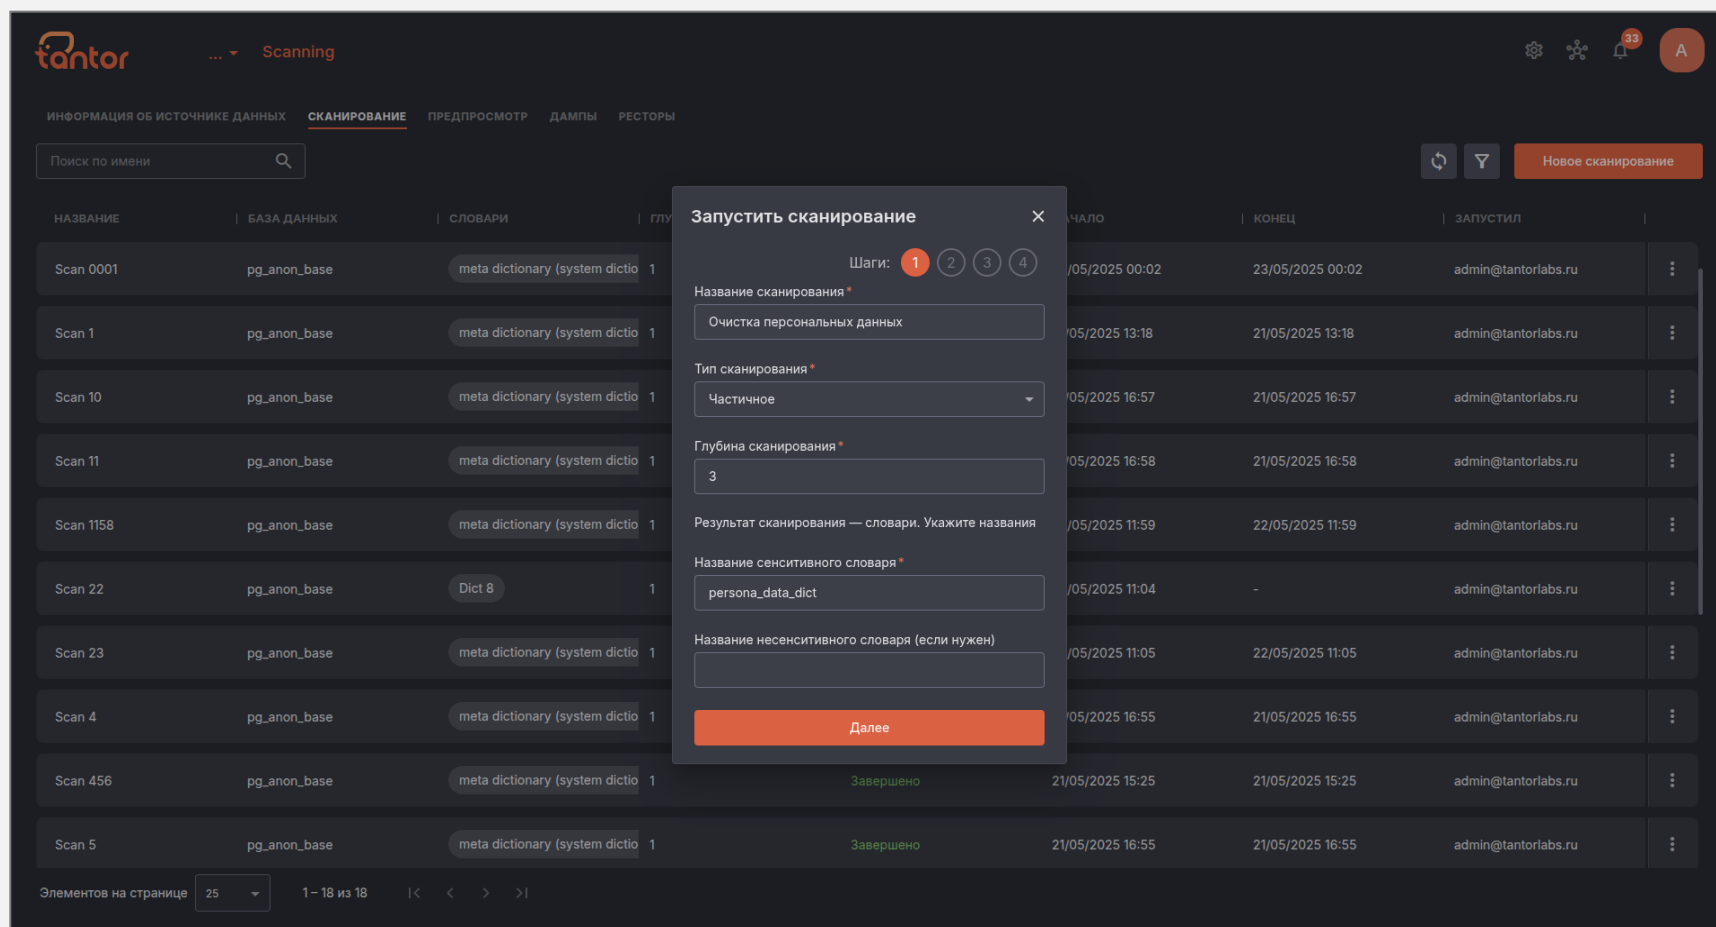 tantor
... Scanning
33
A
ИНФОРМАЦИЯ ОБ ИСТОЧНИКЕ ДАННЫХ СКАНИРОВАНИЕ ПРЕДПРОСМОТР ДАМПЫ РЕСТОРЫ
Поиск по имени
Новое сканирование
НАЗВАНИЕ | БАЗА ДАННЫХ | СЛОВАРИ | ГЛУ АЧАЛО | КОНЕЦ | ЗАПУСТИЛ |
Scan 0001 pg_anon_base meta dictionary (system dictio 1 /05/2025 00:02 23/05/2025 00:02 admin@tantorlabs.ru
Scan 1 pg_anon_base meta dictionary (system dictio 1 /05/2025 13:18 21/05/2025 13:18 admin@tantorlabs.ru
Scan 10 pg_anon_base meta dictionary (system dictio 1 /05/2025 16:57 21/05/2025 16:57 admin@tantorlabs.ru
Scan 11 pg_anon_base meta dictionary (system dictio 1 /05/2025 16:58 21/05/2025 16:58 admin@tantorlabs.ru
Scan 1158 pg_anon_base meta dictionary (system dictio 1 /05/2025 11:59 22/05/2025 11:59 admin@tantorlabs.ru
Scan 22 pg_anon_base Dict 8 1 /05/2025 11:04 - admin@tantorlabs.ru
Scan 23 pg_anon_base meta dictionary (system dictio 1 /05/2025 11:05 22/05/2025 11:05 admin@tantorlabs.ru
Scan 4 pg_anon_base meta dictionary (system dictio 1 /05/2025 16:55 21/05/2025 16:55 admin@tantorlabs.ru
Scan 456 pg_anon_base meta dictionary (system dictio 1 Завершено 21/05/2025 15:25 21/05/2025 15:25 admin@tantorlabs.ru
Scan 5 pg_anon_base meta dictionary (system dictio 1 Завершено 21/05/2025 16:55 21/05/2025 16:55 admin@tantorlabs.ru
Элементов на странице 25 1 – 18 из 18
Запустить сканирование
Шаги: 1 2 3 4
Название сканирования*
Очистка персональных данных
Тип сканирования*
Частичное
Глубина сканирования*
3
Результат сканирования — словари. Укажите названия
Название сенситивного словаря*
persona_data_dict
Название несенситивного словаря (если нужен)
Далее